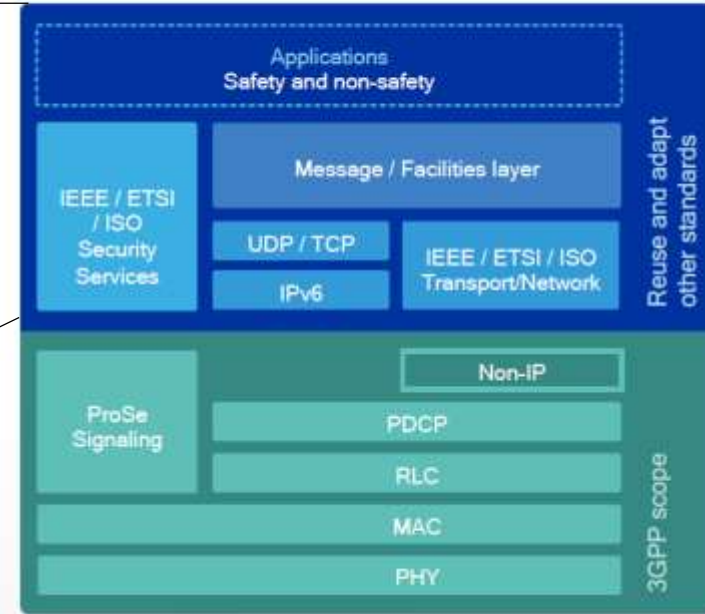 Applications
Safety and non-safety
IEEE / ETSI
/ ISO
Security
Services
Message / Facilities layer
UDP / TCP
IPv6
IEEE / ETSI / ISO
Transport/Network
Reuse and adapt
other standards
ProSe
Signaling
Non-IP
PDCP
RLC
MAC
PHY
3GPP scope